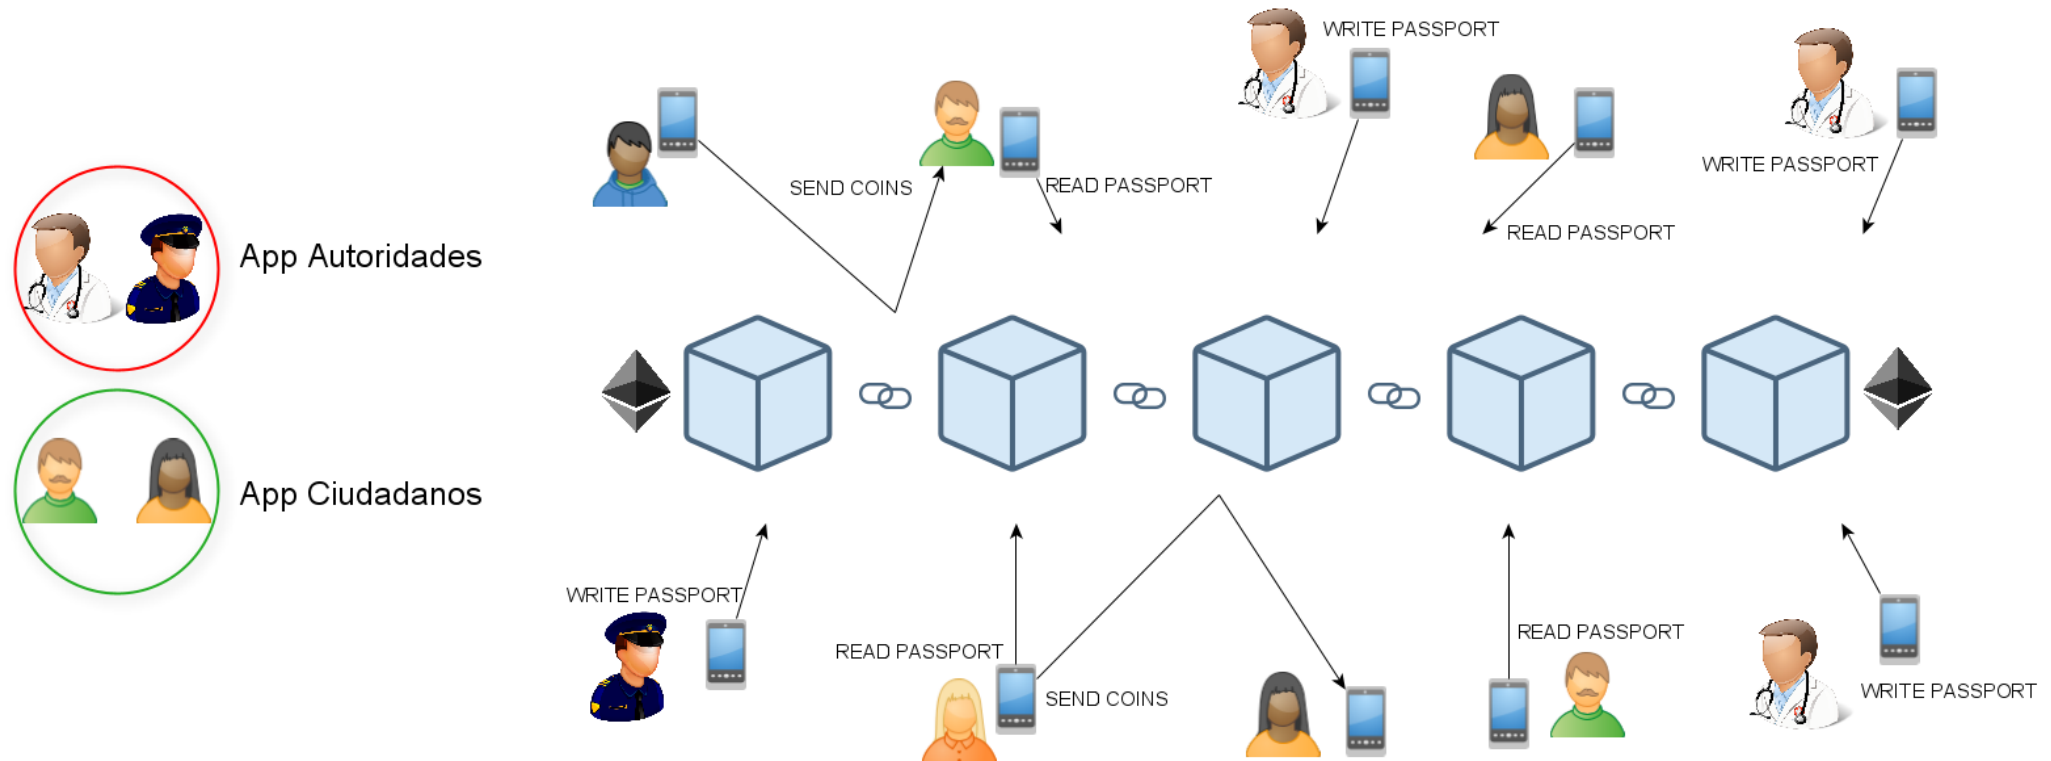 WRITE PASSPORT
WRITE PASSPORT
SEND COINS
READ PASSPORT
READ PASSPORT
App Autoridades
App Ciudadanos
WRITE PASSPORT
READ PASSPORT
READ PASSPORT
SEND COINS
WRITE PASSPORT